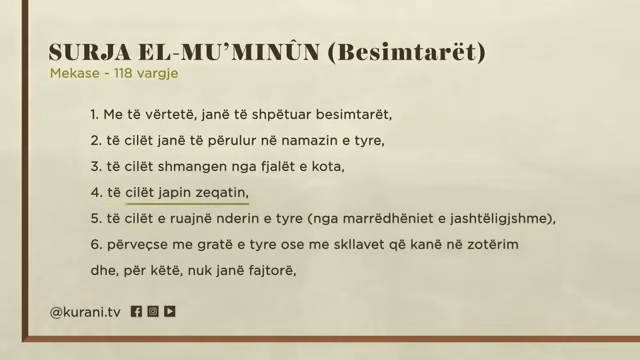 SURJA EL-MU’MINÛN (Besimtarët)
Mekase - 118 vargje
1. Me të vërtetë, janë të shpëtuar besimtarët,
2. të cilët janë të përulur në namazin e tyre,
3. të cilët shmangen nga fjalët e kota,
4. të cilët japin zeqatin,
5. të cilët e ruajnë nderin e tyre (nga marrëdhëniet e jashtëligjshme),
6. përveçse me gratë e tyre ose me skllavet që kanë në zotërim
dhe, për këtë, nuk janë fajtorë,
@kurani.tv